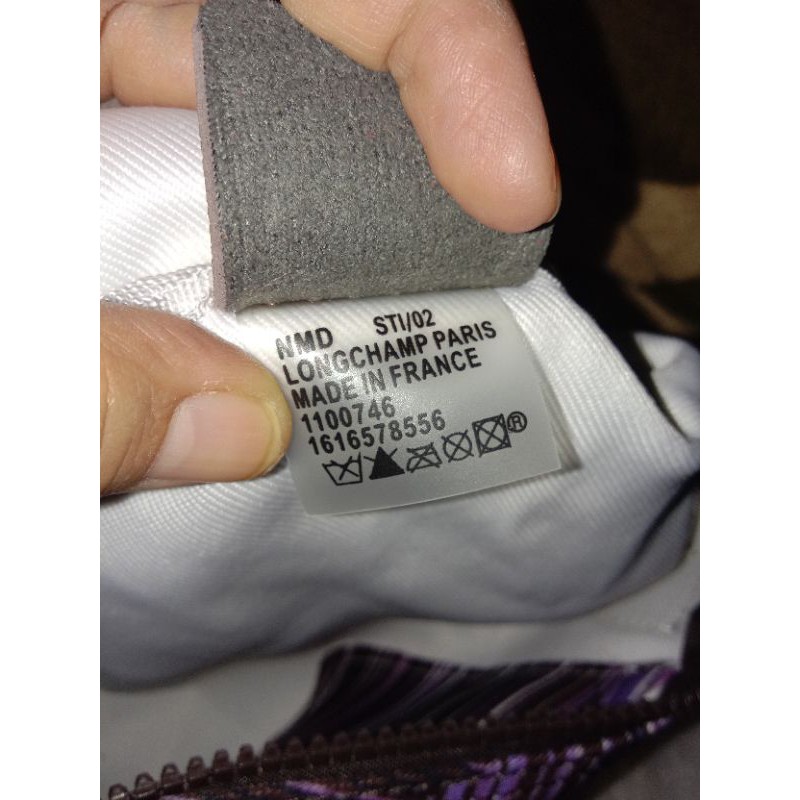 NMD STI/02
LONGCHAMP PARIS
MADE IN FRANCE
1100746
1616578556
®